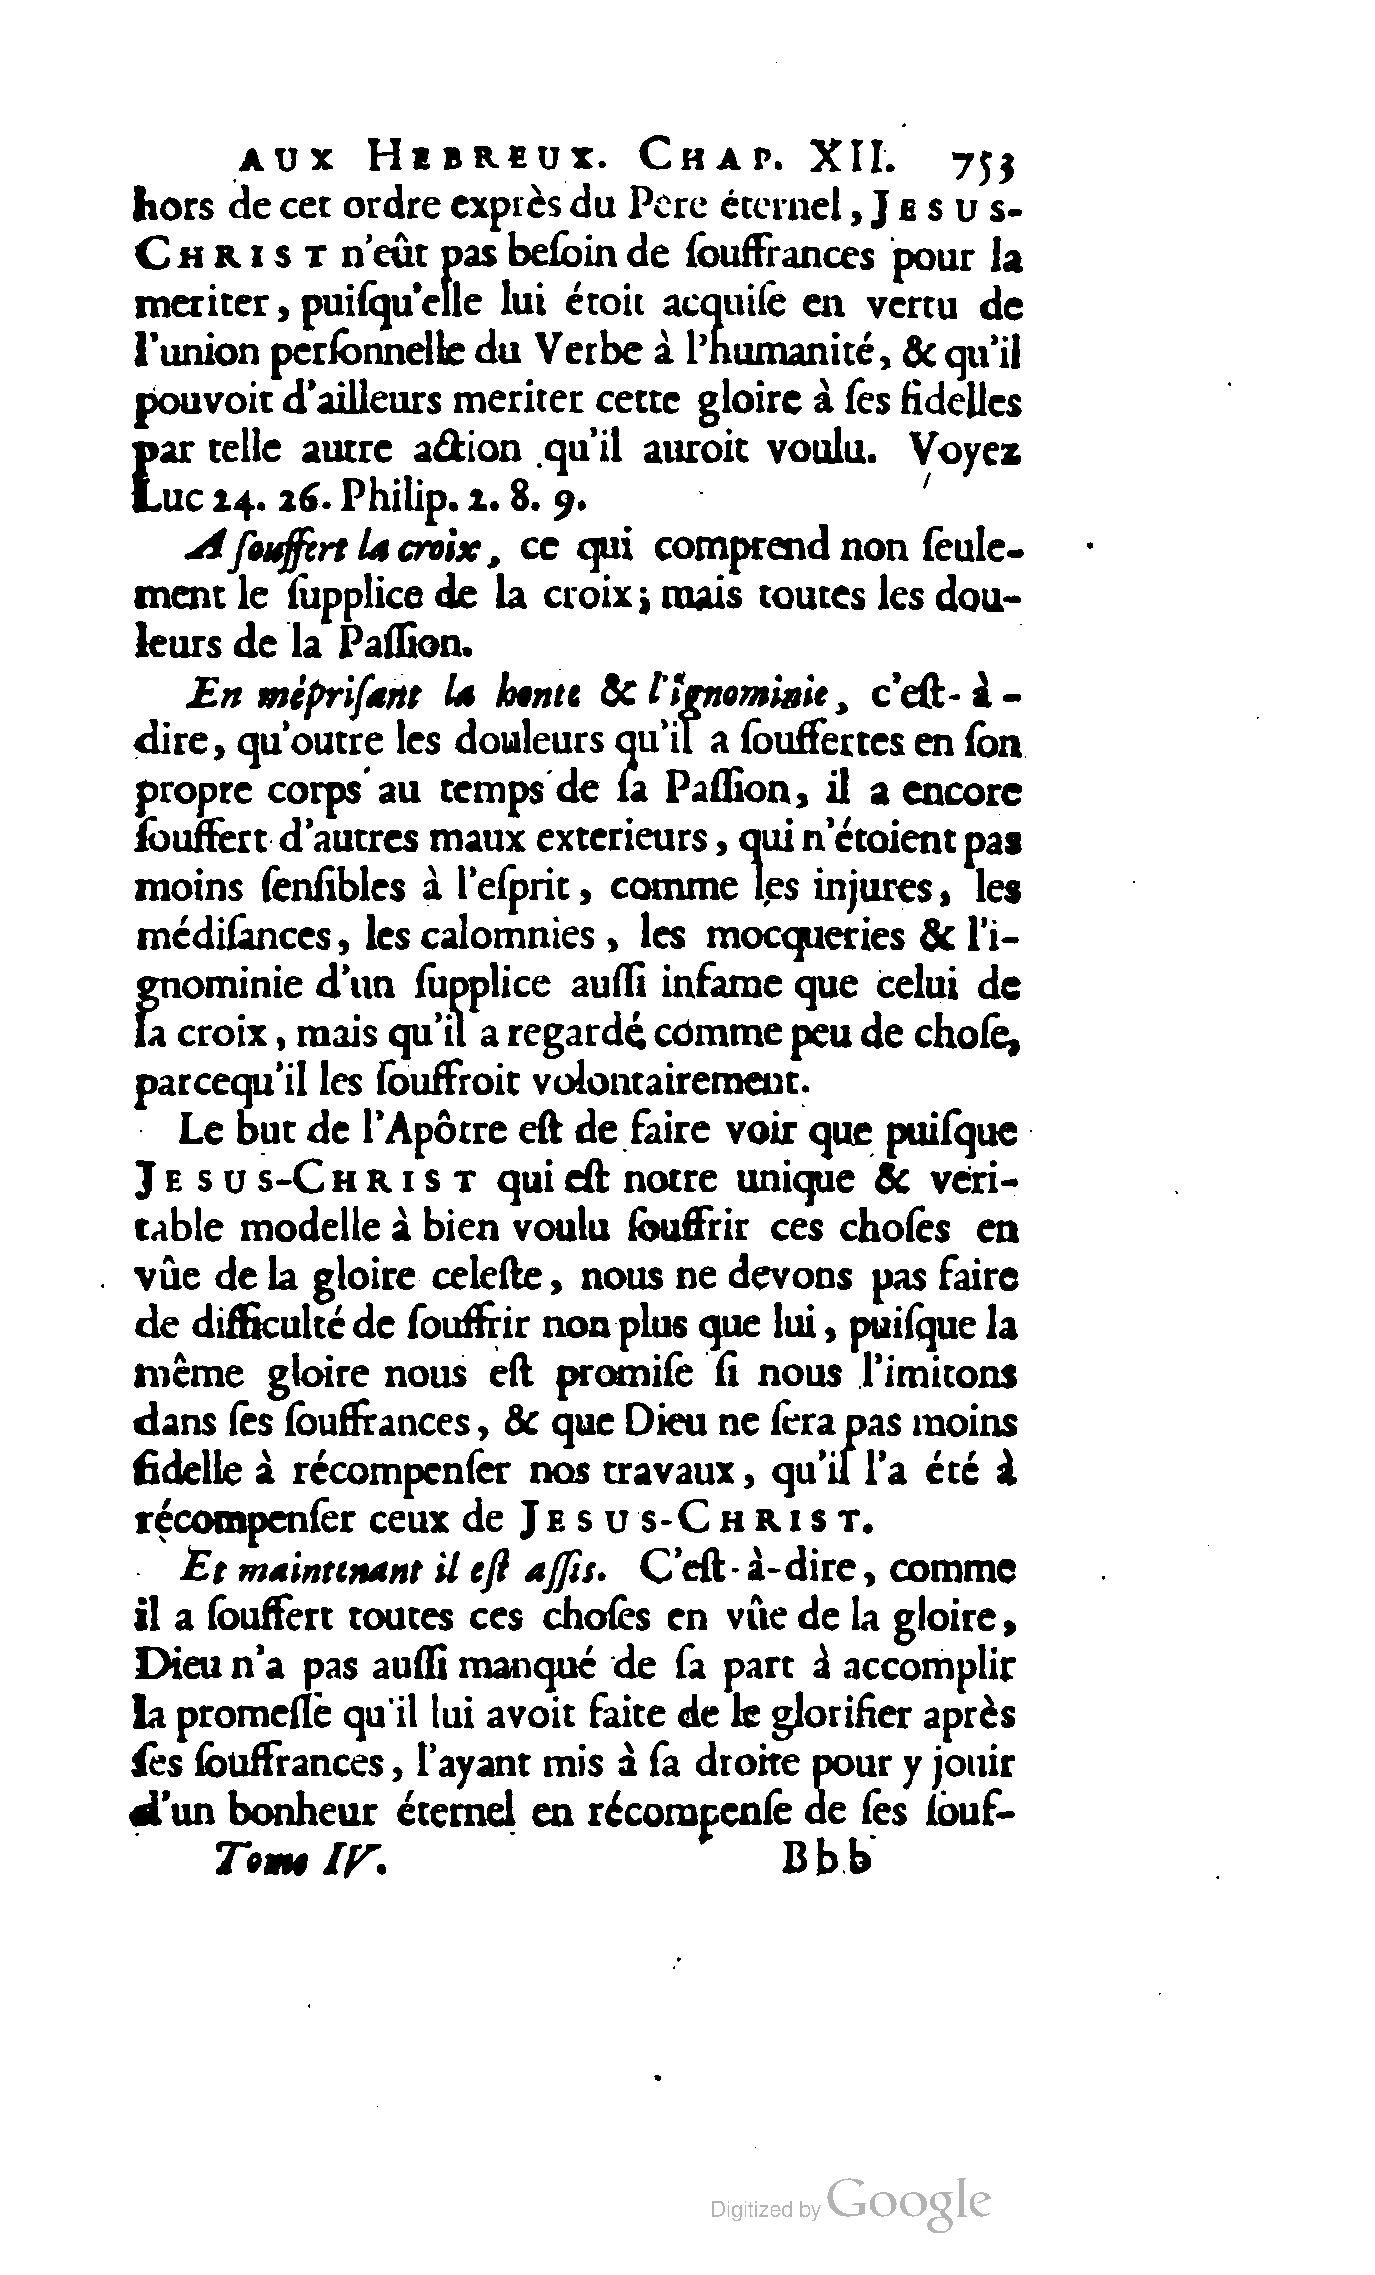 AUX HEBREUX. CHAP. XII. 753
hors de cet ordre exprès du Pere éternel, JESUS-
CHRIST n'eût pas beſoin de ſouffrances pour la
meriter, puiſqu'elle lui étoit acquiſe en vertu de
l'union perſonnelle du Verbe à l'humanité, & qu'il
pouvoit d'ailleurs meriter cette gloire à ſes fidelles
par telle autre action qu'il auroit voulu. Voyez
Luc 24. 26. Philip. 2. 8. 9.
A ſouffert la croix, ce qui comprend non ſeule-
ment le ſupplice de la croix; mais toutes les dou-
leurs de la Paſſion.
En mépriſant la honte & l'ignominie, c'eſt-à-
dire, qu'outre les douleurs qu'il a ſouffertes en ſon
propre corps au temps de ſa Paſſion, il a encore
ſouffert d'autres maux exterieurs, qui n'étoient pas
moins ſenſibles à l'eſprit, comme les injures, les
médiſances, les calomnies, les mocqueries & l'i-
gnominie d'un ſupplice auſſi infame que celui de
la croix, mais qu'il a regardé comme peu de choſe,
parcequ'il les ſouffroit volontairement.
Le but de l'Apôtre eſt de faire voir que puiſque
JESUS-CHRIST qui eſt notre unique & veri-
table modelle à bien voulu ſouffrir ces choſes en
vûe de la gloire celeſte, nous ne devons pas faire
de difficulté de ſouffrir non plus que lui, puiſque la
même gloire nous eſt promiſe ſi nous l'imitons
dans ſes ſouffrances, & que Dieu ne ſera pas moins
fidelle à récompenſer nos travaux, qu'il l'a été à
récompenſer ceux de JESUS-CHRIST.
Et maintenant il eſt aſſis. C'eſt-à-dire, comme
il a ſouffert toutes ces choſes en vûe de la gloire,
Dieu n'a pas auſſi manqué de ſa part à accomplir
la promeſſe qu'il lui avoit faite de le glorifier après
ſes ſouffrances, l'ayant mis à ſa droite pour y jouir
d'un bonheur éternel en récompenſe de ſes ſouf-
Tome IV. Bbb
Digitized by Google